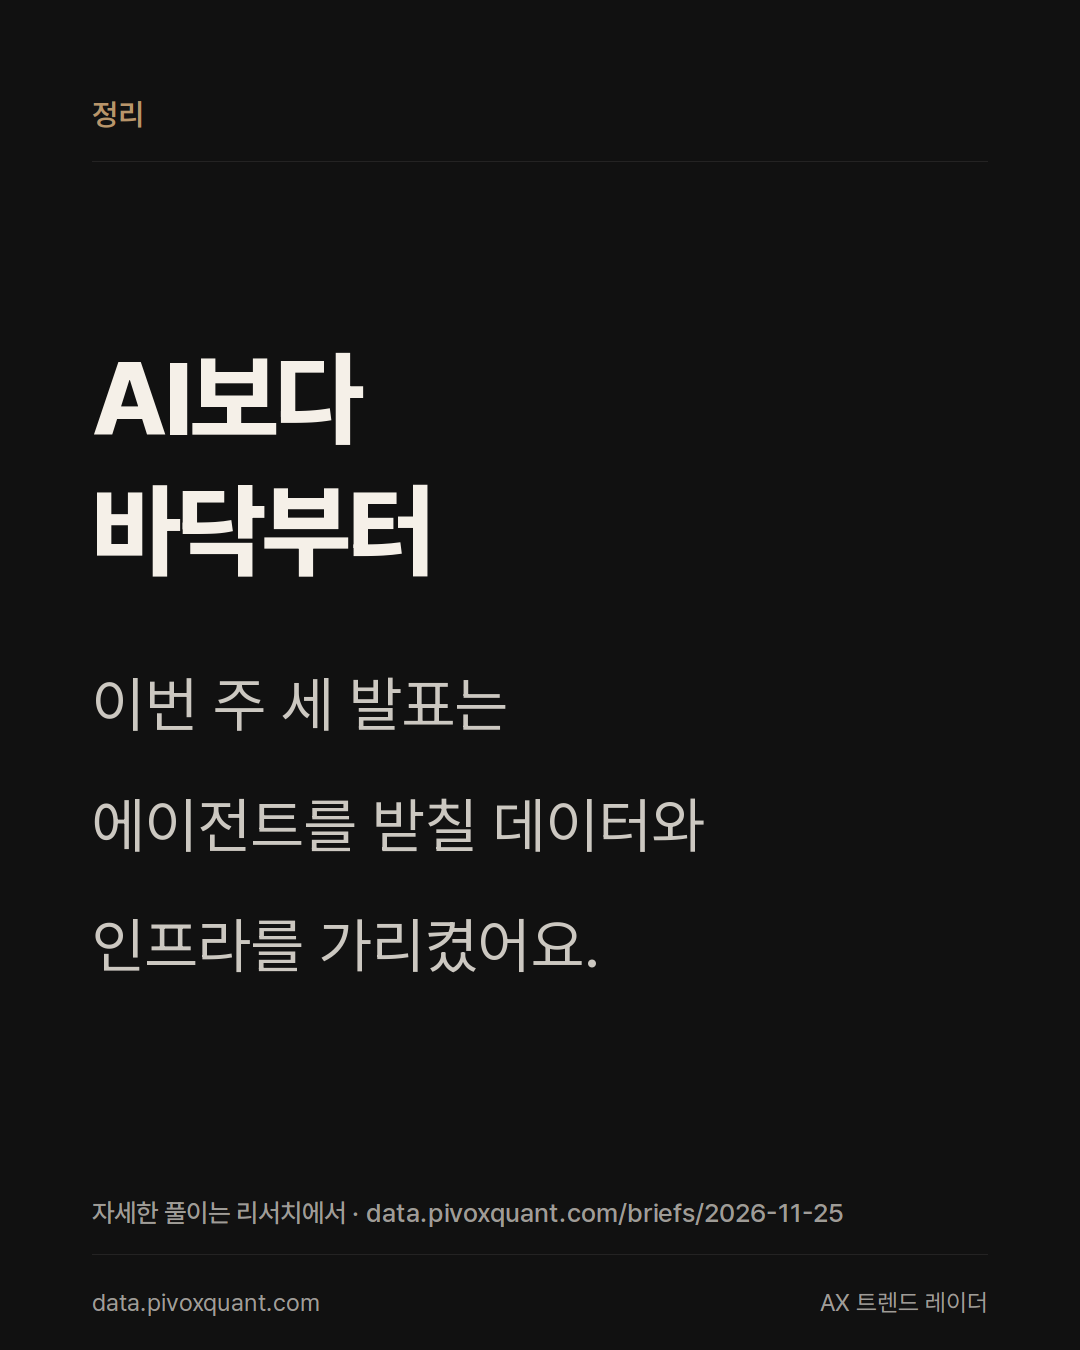 정리
AI보다
바닥부터
이번 주 세 발표는
에이전트를 받칠 데이터와
인프라를 가리켰어요.
자세한 풀이는 리서치에서 · data.pivoxquant.com/briefs/2026-11-25
data.pivoxquant.com
AX 트렌드 레이더